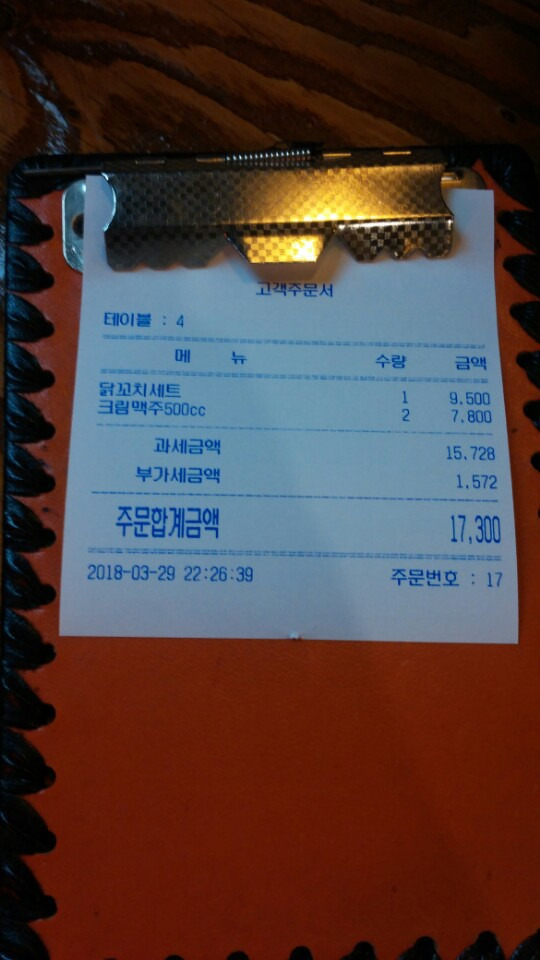 고객주문서
테이블 : 4
메 뉴 수량 금액
닭꼬치세트 1 9,500
크림맥주500cc 2 7,800
과세금액 15,728
부가세금액 1,572
주문합계금액 17,300
2018-03-29 22:26:39 주문번호 : 17